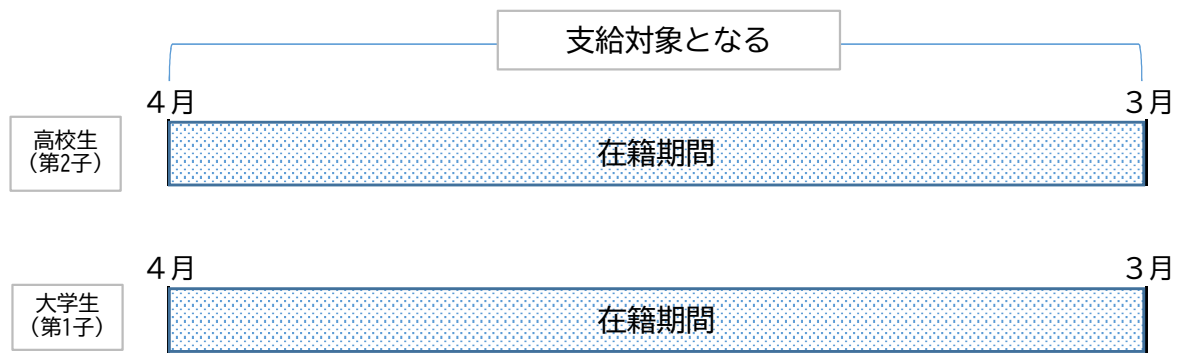 支給対象となる
４月
３月
高校生
（第2子）
在籍期間
４月
３月
大学生
（第1子）
在籍期間